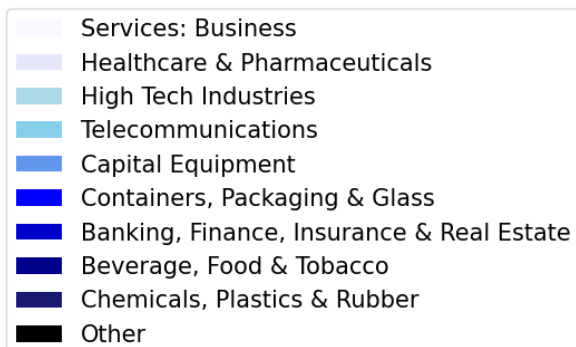 Services: Business
Healthcare & Pharmaceuticals
High Tech Industries
Telecommunications
Capital Equipment
Containers, Packaging & Glass
Banking, Finance, Insurance & Real Estate
Beverage, Food & Tobacco
Chemicals, Plastics & Rubber
Other